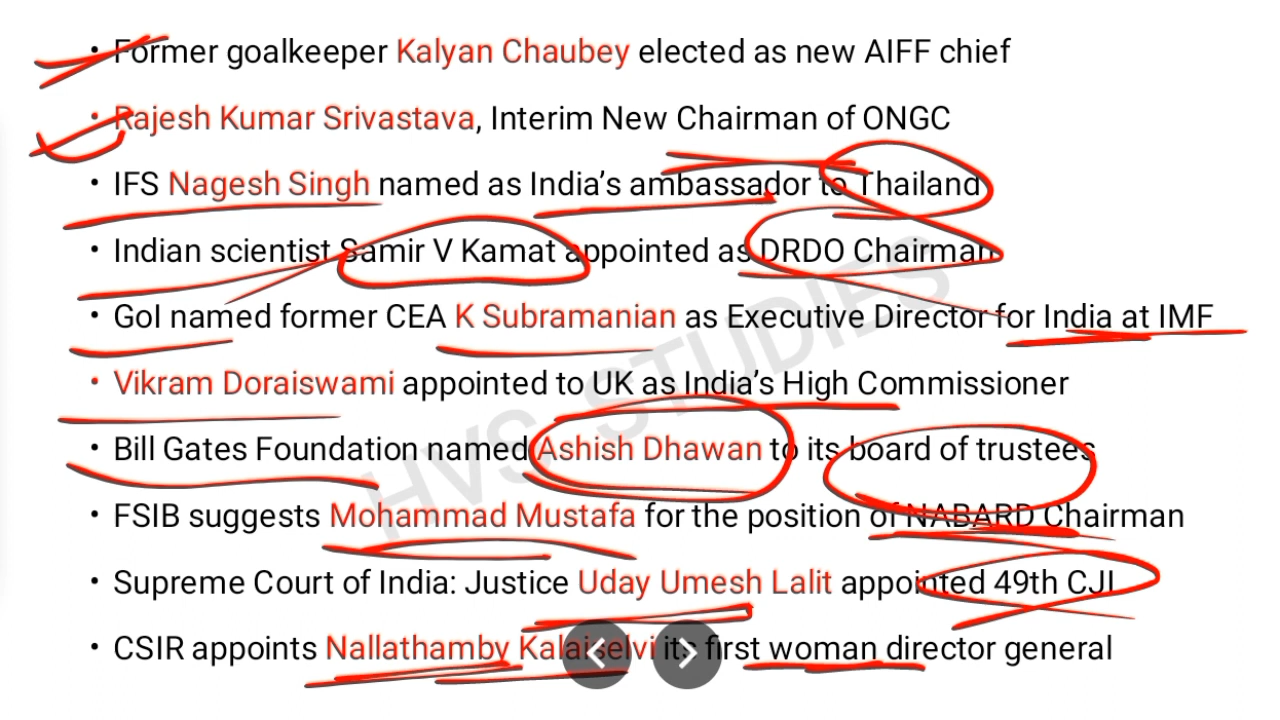 • Former goalkeeper Kalyan Chaubey elected as new AIFF chief
• Rajesh Kumar Srivastava, Interim New Chairman of ONGC
• IFS Nagesh Singh named as India's ambassador to Thailand
• Indian scientist Samir V Kamat appointed as DRDO Chairman
• GoI named former CEA K Subramanian as Executive Director for India at IMF
• Vikram Doraiswami appointed to UK as India's High Commissioner
• Bill Gates Foundation named Ashish Dhawan to its board of trustees
• FSIB suggests Mohammad Mustafa for the position of NABARD Chairman
• Supreme Court of India: Justice Uday Umesh Lalit appointed 49th CJI
• CSIR appoints Nallathamby Kalaiselvi its first woman director general
HVS STUDIES